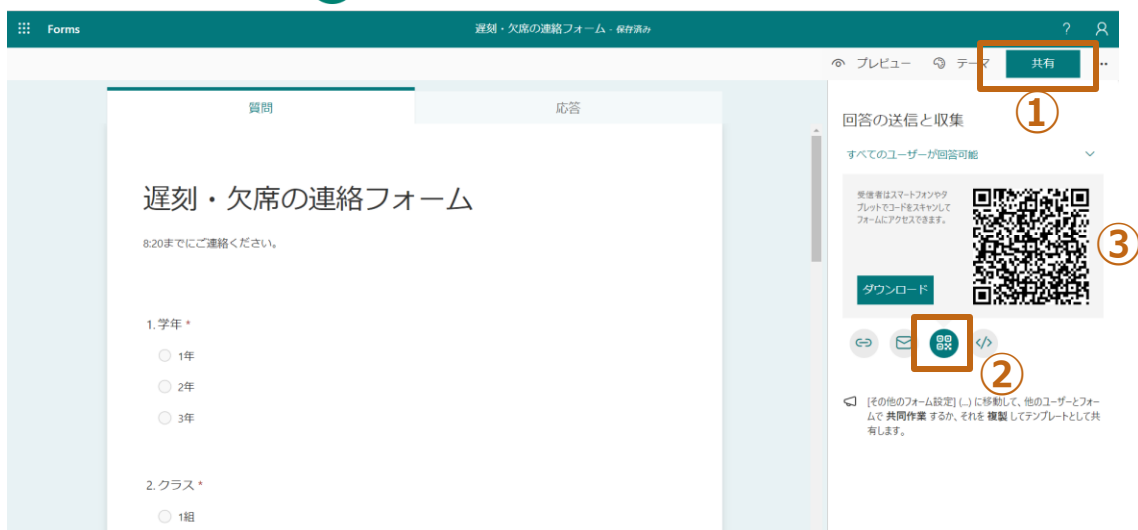 Forms
遅刻・欠席の連絡フォーム - 保存済み
?
プレビュー
テーマ
共有
①
質問
応答
回答の送信と収集
すべてのユーザーが回答可能
遅刻・欠席の連絡フォーム
8:20までにご連絡ください。
受信者はスマートフォンやタ
ブレットでコードをスキャンして
フォームにアクセスできます。
③
ダウンロード
1. 学年 *
1年
2年
3年
②
[その他のフォーム設定] (...) に移動して、他のユーザーとフォー
ムで 共同作業 するか、それを 複製 してテンプレートとして共
有します。
2. クラス *
1組